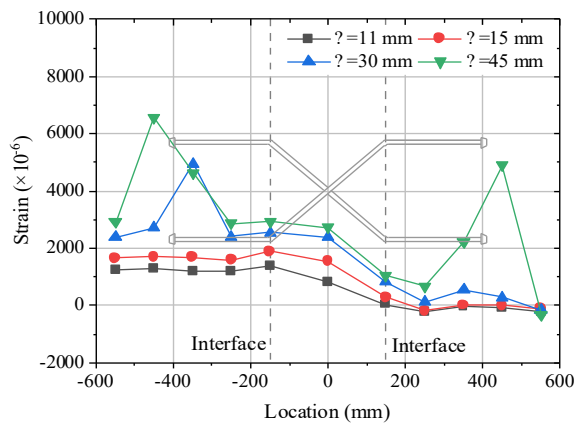 10000
8000
6000
4000
2000
0
-2000
Strain (×10⁻⁶)
? =11 mm ? =15 mm
? =30 mm ? =45 mm
Interface Interface
-600 -400 -200 0 200 400 600
Location (mm)